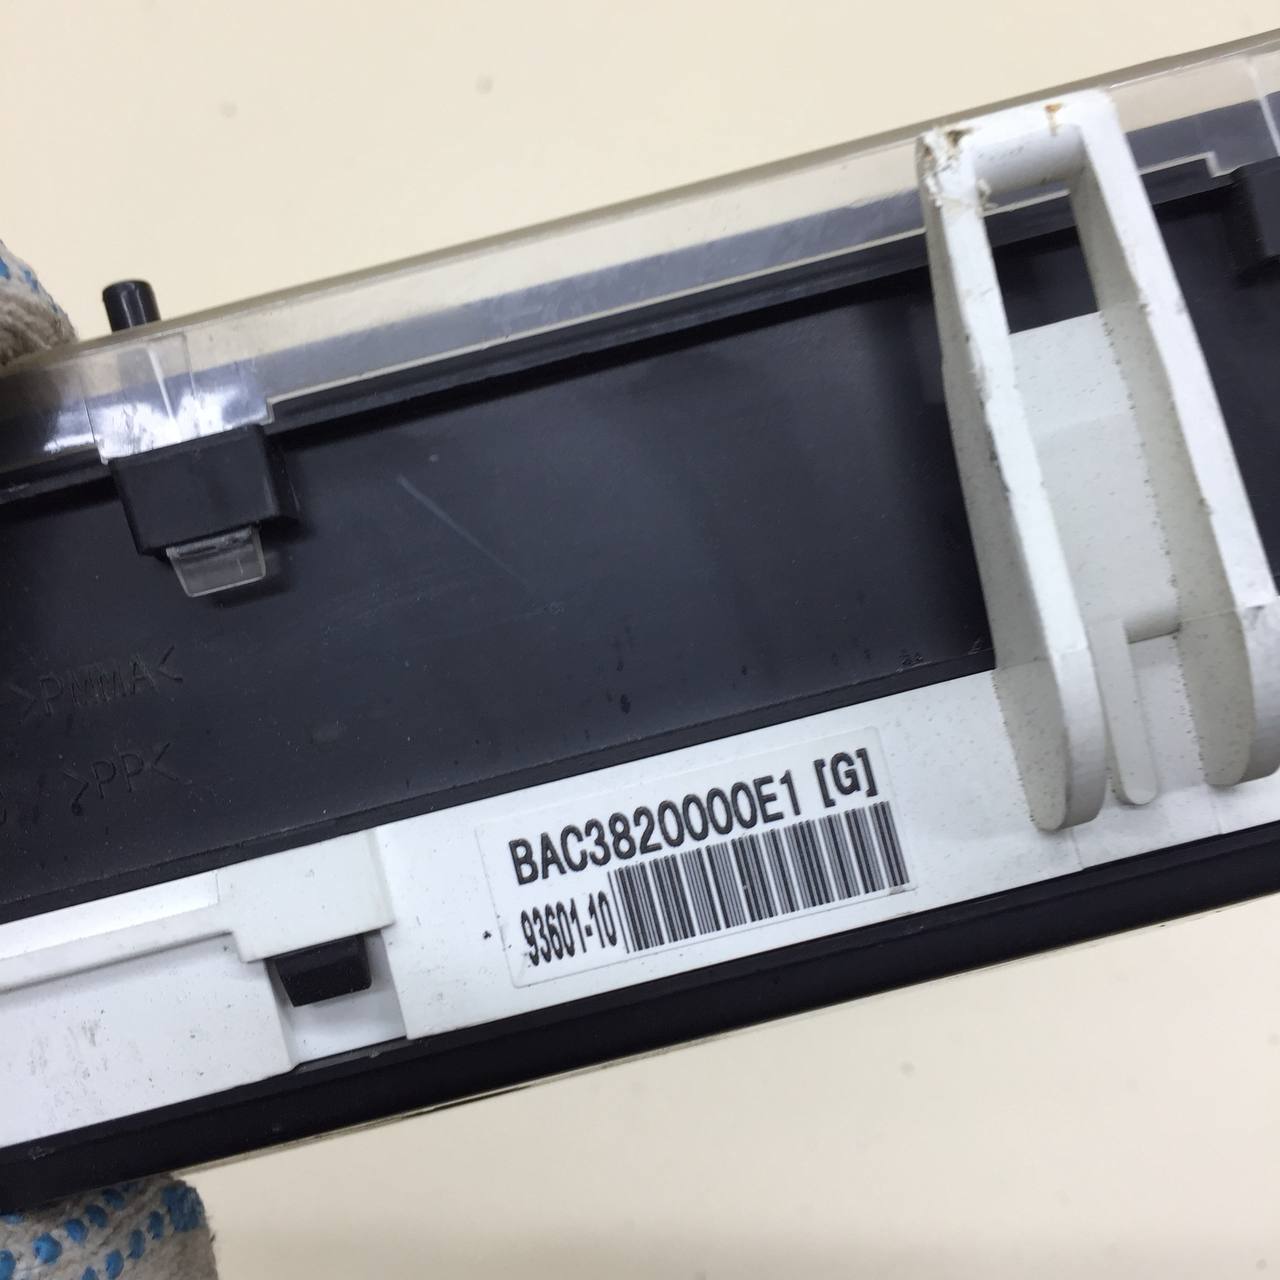 >PMMA<
>PP<
BAC3820000E1 [G]
93601-10